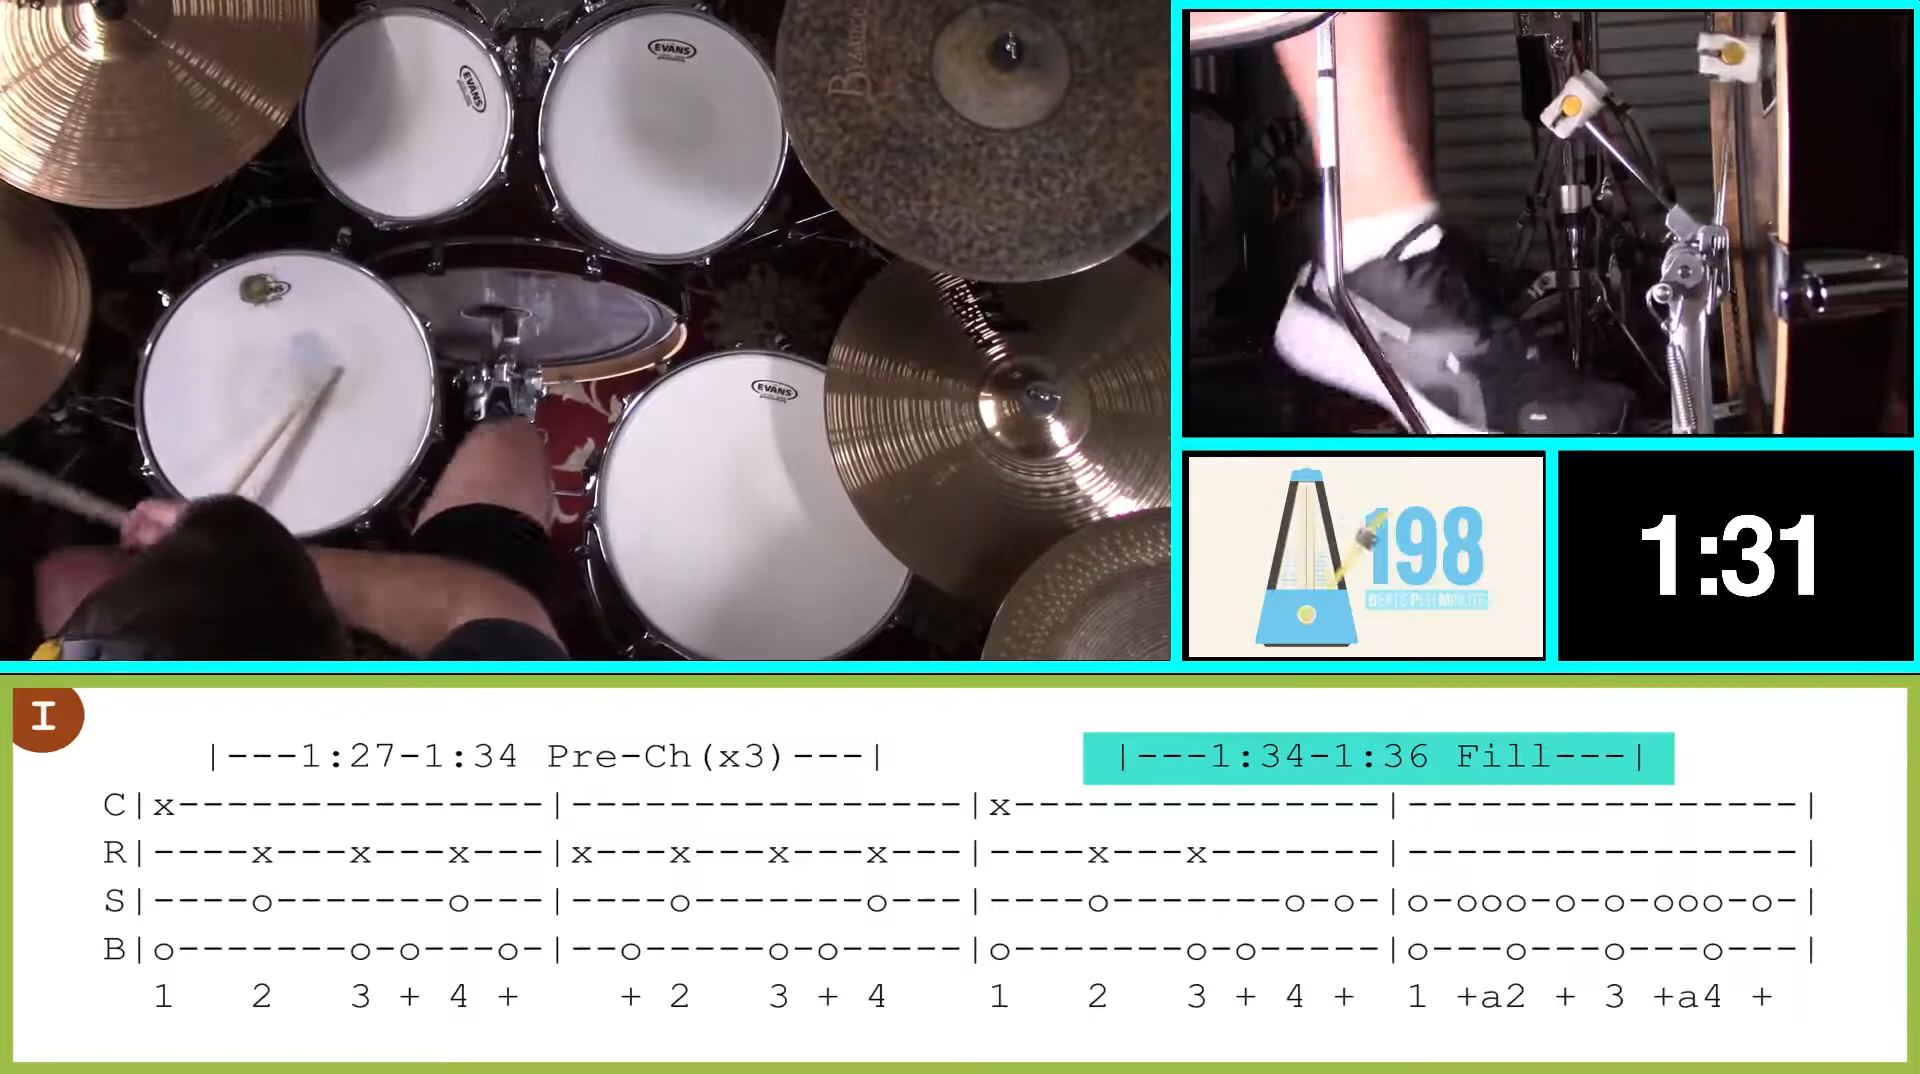 EVANS
EVANS
EVANS
198
BEATS PER MINUTE
1:31
I
|---1:27-1:34 Pre-Ch(x3)---| |---1:34-1:36 Fill---|
C|x---------------|----------------|x---------------|----------------|
R|----x---x---x---|x---x---x---x---|----x---x-------|----------------|
S|----o-------o---|----o-------o---|----o-------o-o-|o-ooo-o-o-ooo-o-|
B|o-------o-o---o-|--o-----o-o-----|o-------o-o-----|o---o---o---o---|
1   2   3 + 4 +    + 2   3 + 4    1   2   3 + 4 +  1 +a2 + 3 +a4 +